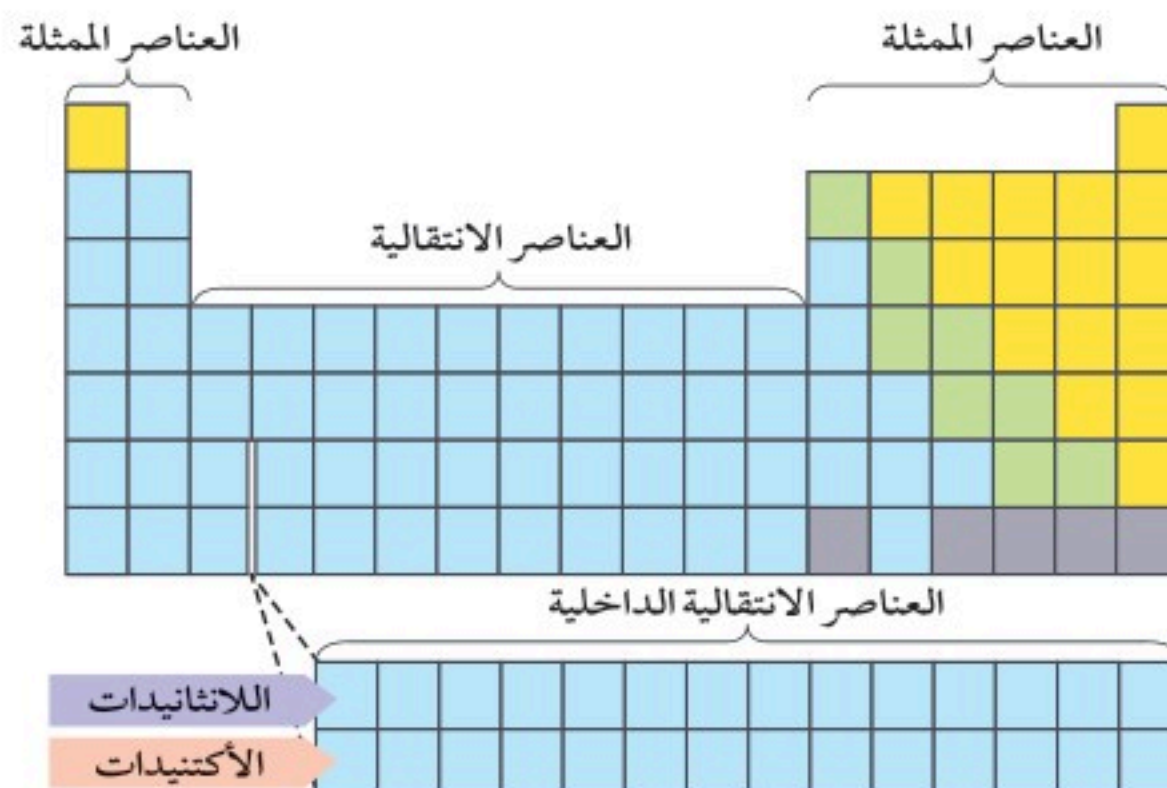 العناصر الممثلة
العناصر الممثلة
العناصر الانتقالية
العناصر الانتقالية الداخلية
اللانثانيدات
الأكتنيدات